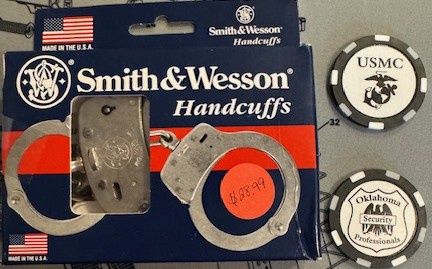 MADE IN THE U.S.A.
Smith & Wesson®
Handcuffs
SW
Smith & Wesson®
Handcuffs
$28.99
MADE IN THE U.S.A.
USMC
32
Oklahoma
Security
Professionals